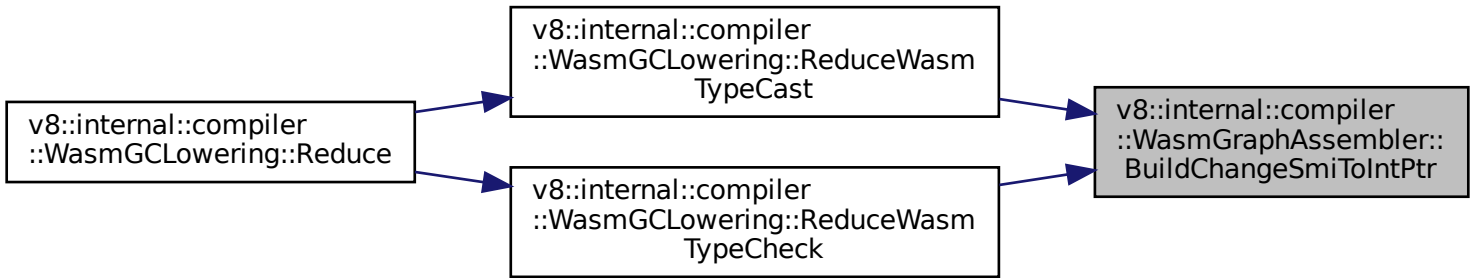 v8::internal::compiler
::WasmGCLowering::Reduce
v8::internal::compiler
::WasmGCLowering::ReduceWasm
TypeCast
v8::internal::compiler
::WasmGCLowering::ReduceWasm
TypeCheck
v8::internal::compiler
::WasmGraphAssembler::
BuildChangeSmiToIntPtr